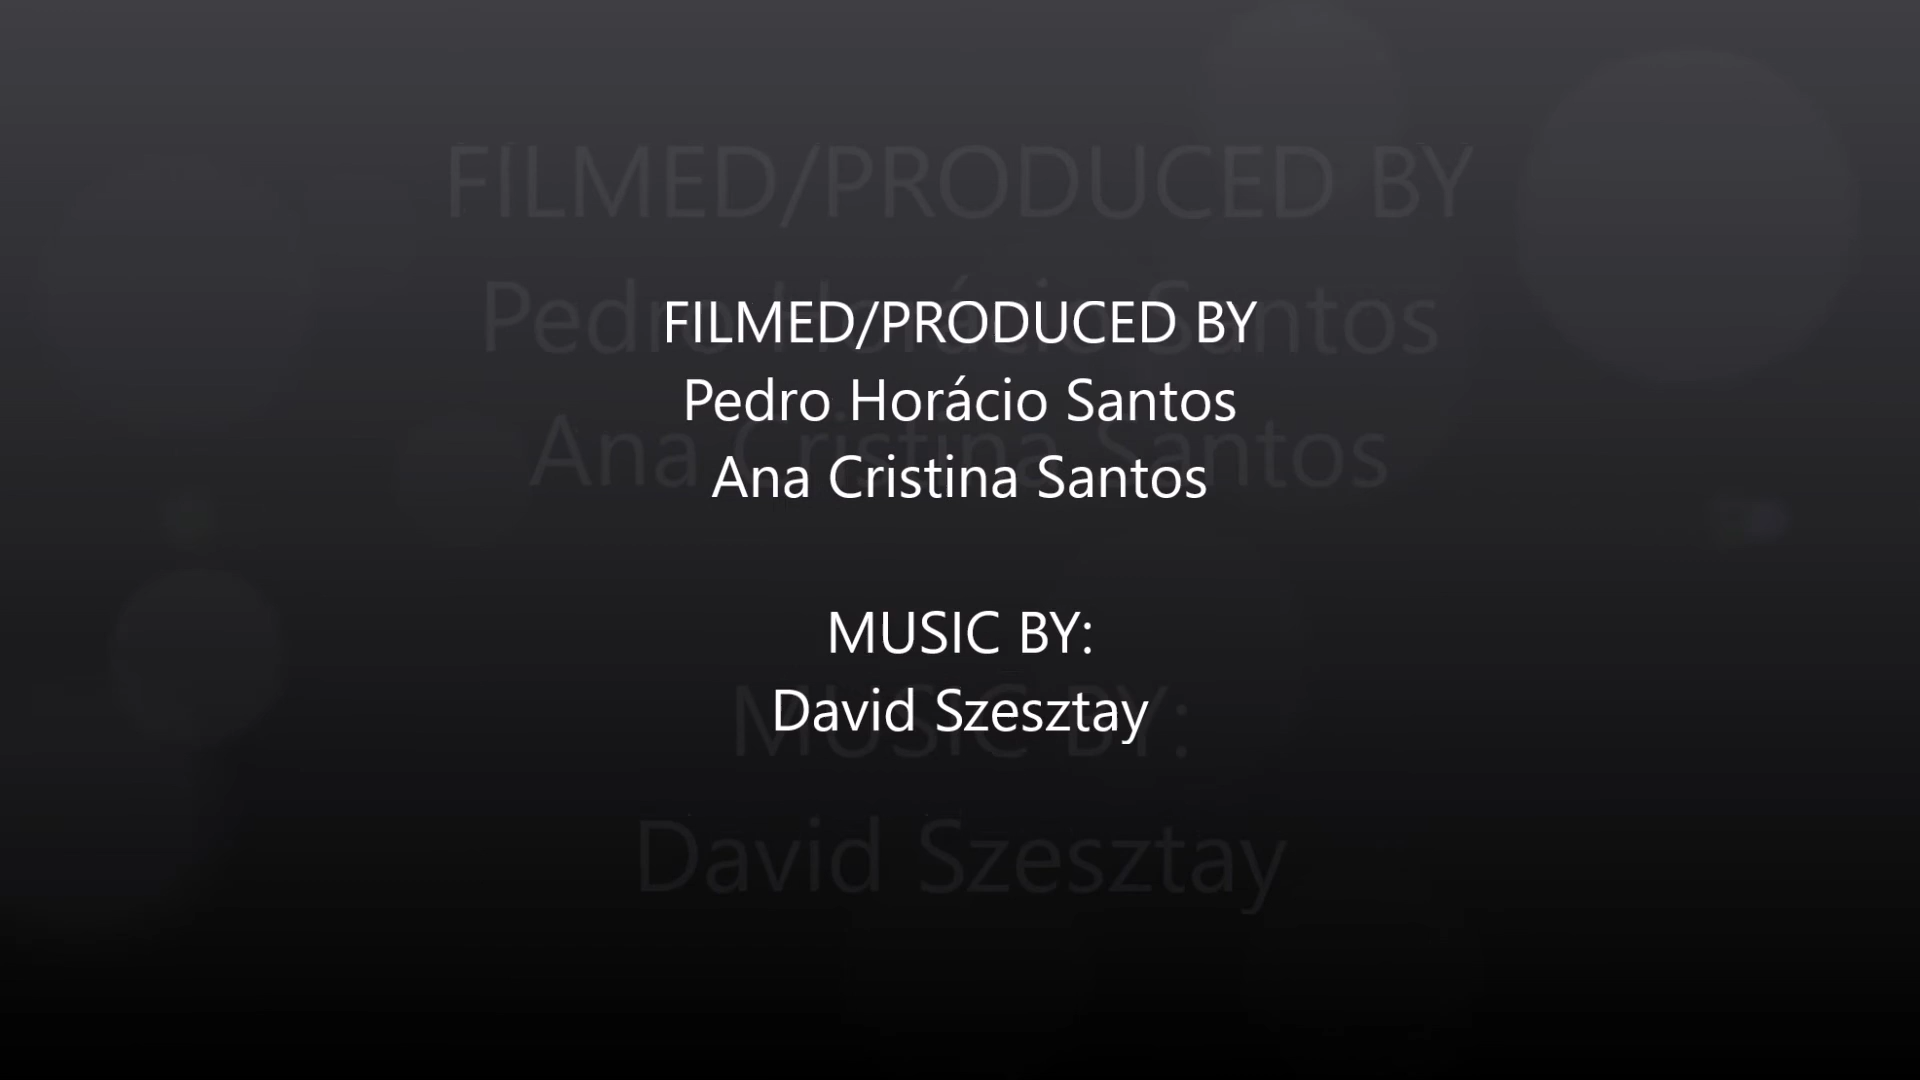 FILMED/PRODUCED BY
Pedro Horácio Santos
Ana Cristina Santos
MUSIC BY:
David Szesztay